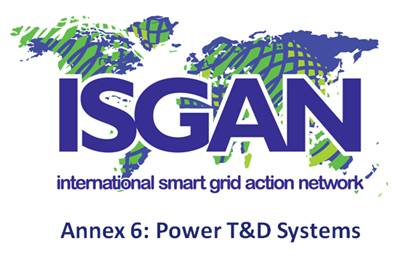 ISGAN
international smart grid action network
Annex 6: Power T&D Systems